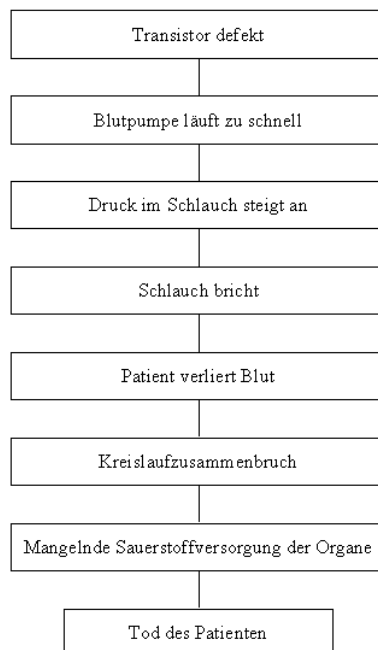 Transistor defekt
Blutpumpe läuft zu schnell
Druck im Schlauch steigt an
Schlauch bricht
Patient verliert Blut
Kreislaufzusammenbruch
Mangelnde Sauerstoffversorgung der Organe
Tod des Patienten